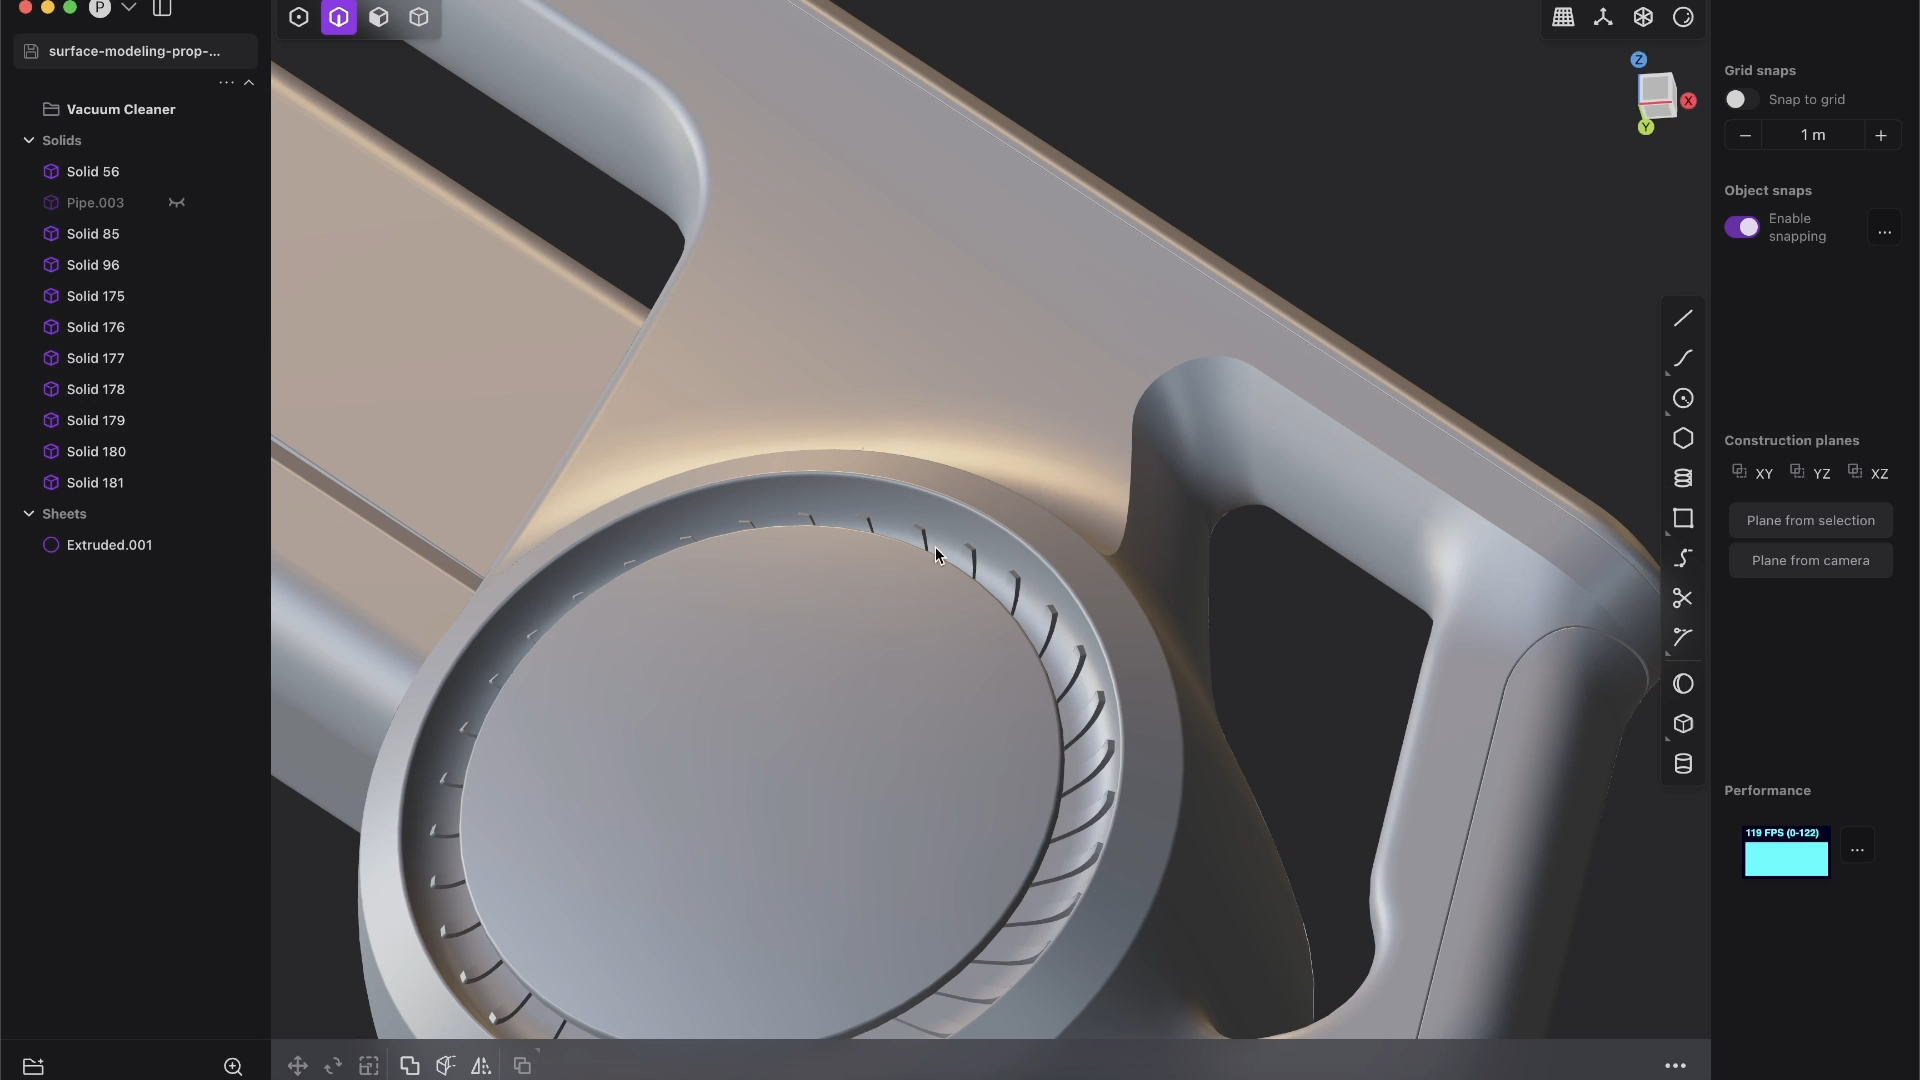 P
surface-modeling-prop-...
Vacuum Cleaner
Solids
Solid 56
Pipe.003
Solid 85
Solid 96
Solid 175
Solid 176
Solid 177
Solid 178
Solid 179
Solid 180
Solid 181
Sheets
Extruded.001
Z
X
Y
Grid snaps
Snap to grid
1 m
Object snaps
Enable
snapping
Construction planes
XY YZ XZ
Plane from selection
Plane from camera
Performance
119 FPS (0-122)